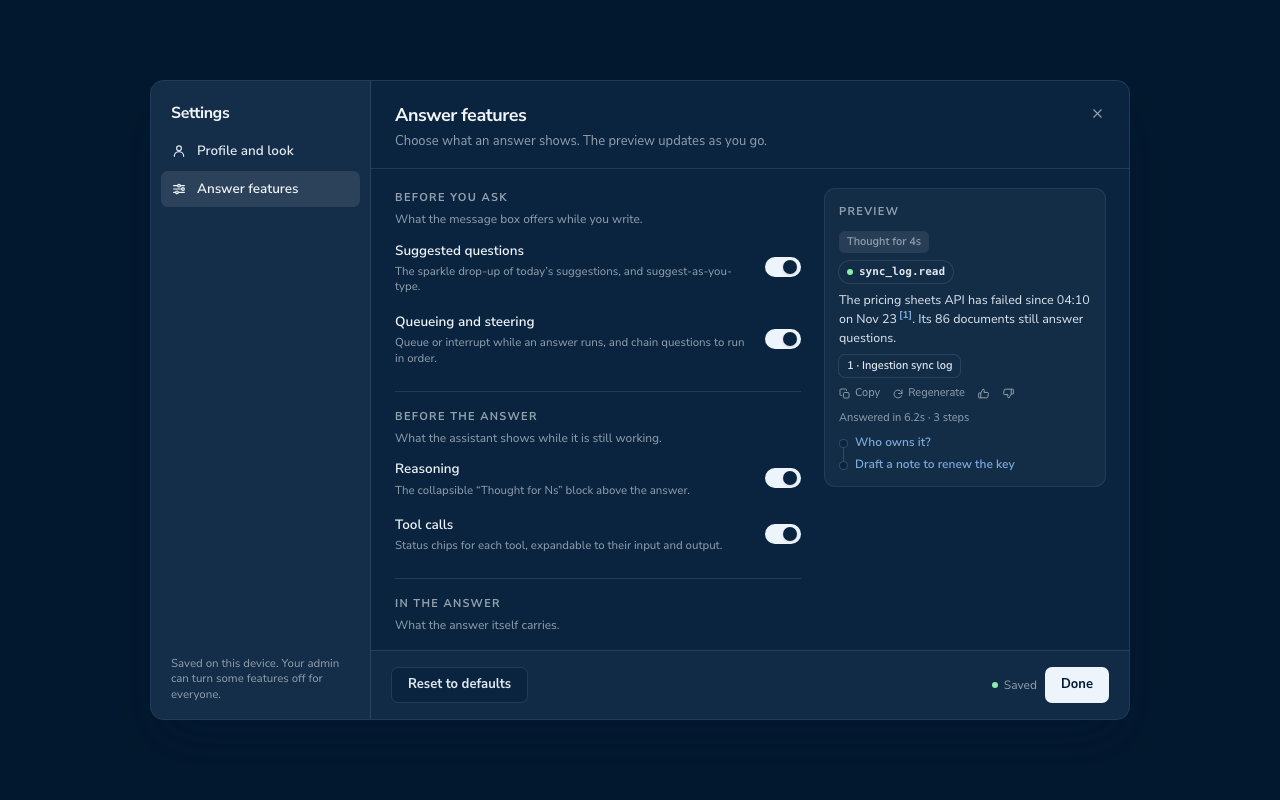 Settings
Profile and look
Answer features
Saved on this device. Your admin
can turn some features off for
everyone.
Answer features
Choose what an answer shows. The preview updates as you go.
BEFORE YOU ASK
What the message box offers while you write.
Suggested questions
The sparkle drop-up of today’s suggestions, and suggest-as-you-
type.
Queueing and steering
Queue or interrupt while an answer runs, and chain questions to run
in order.
BEFORE THE ANSWER
What the assistant shows while it is still working.
Reasoning
The collapsible “Thought for Ns” block above the answer.
Tool calls
Status chips for each tool, expandable to their input and output.
IN THE ANSWER
What the answer itself carries.
PREVIEW
Thought for 4s
sync_log.read
The pricing sheets API has failed since 04:10
on Nov 23 [1]. Its 86 documents still answer
questions.
1 · Ingestion sync log
Copy Regenerate
Answered in 6.2s · 3 steps
Who owns it?
Draft a note to renew the key
Reset to defaults
Saved
Done